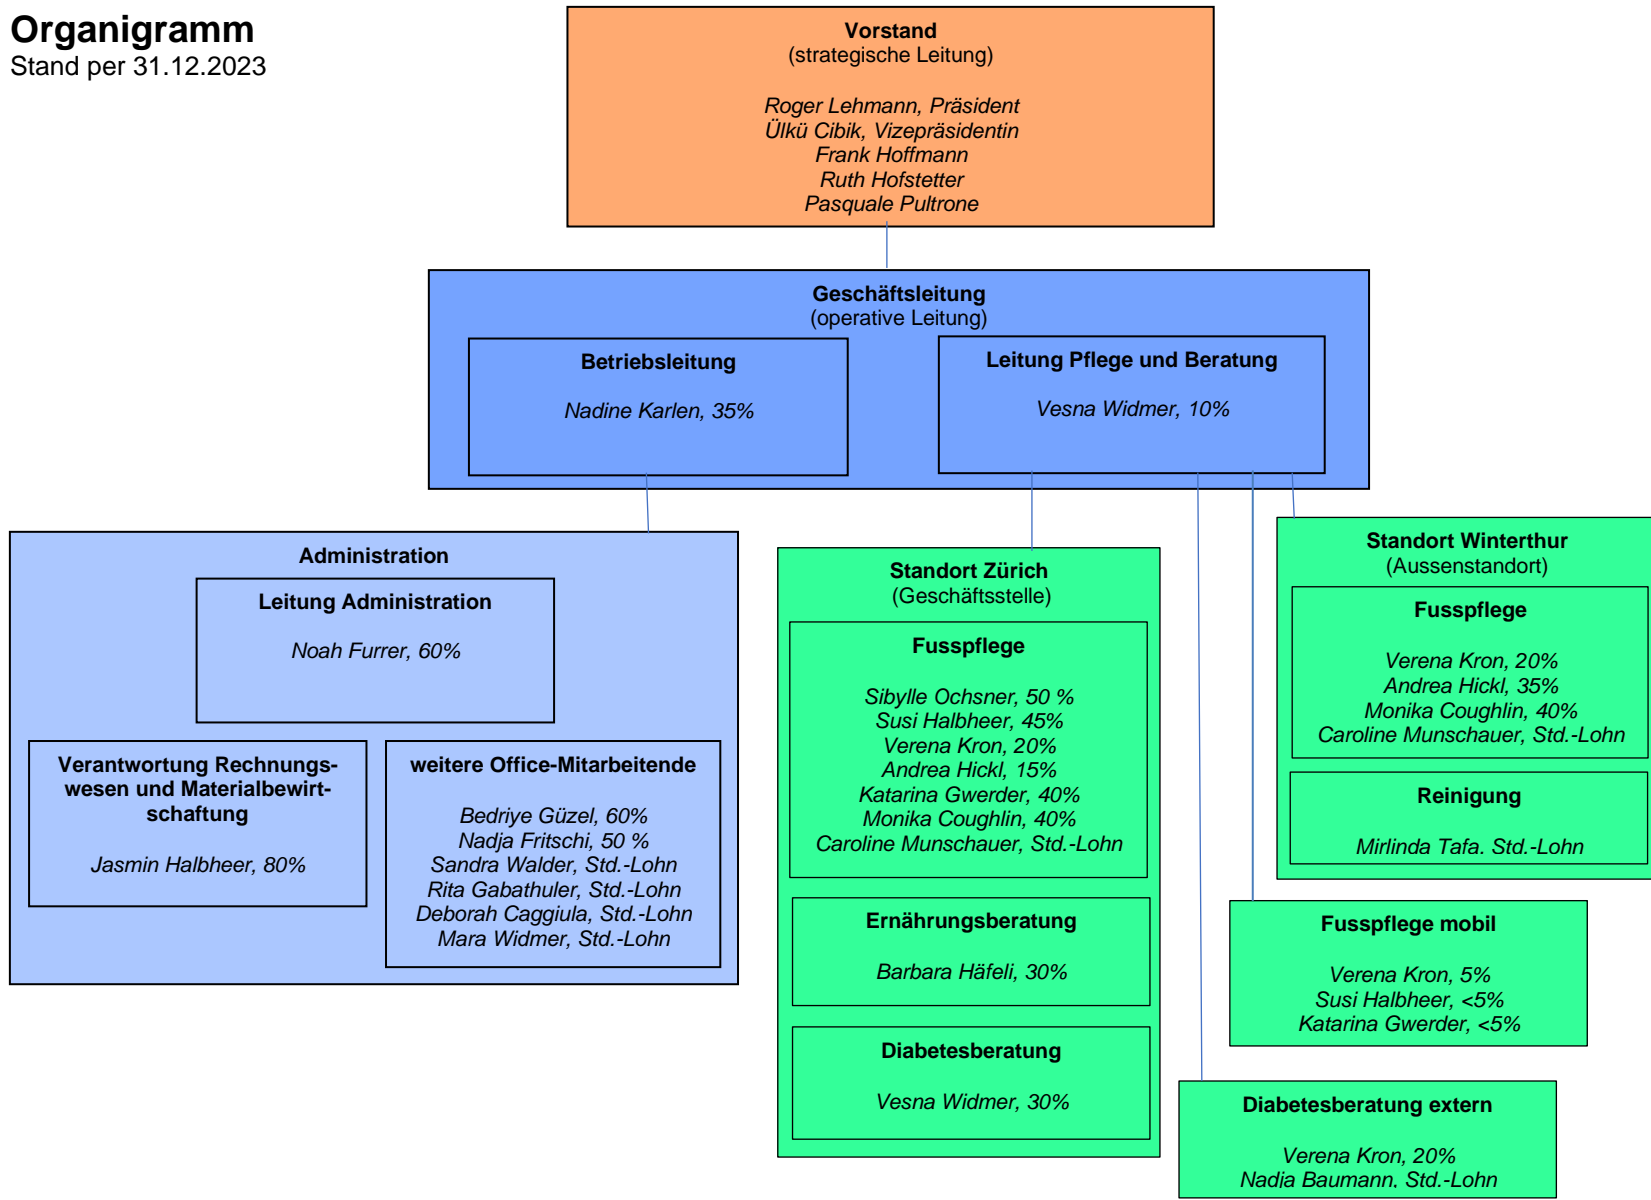 Organigramm
Stand per 31.12.2023
Vorstand
(strategische Leitung)
Roger Lehmann, Präsident
Ülkü Cibik, Vizepräsidentin
Frank Hoffmann
Ruth Hofstetter
Pasquale Pultrone
Geschäftsleitung
(operative Leitung)
Betriebsleitung
Nadine Karlen, 35%
Leitung Pflege und Beratung
Vesna Widmer, 10%
Administration
Leitung Administration
Noah Furrer, 60%
Verantwortung Rechnungs-
wesen und Materialbewirt-
schaftung
Jasmin Halbheer, 80%
weitere Office-Mitarbeitende
Bedriye Güzel, 60%
Nadja Fritschi, 50 %
Sandra Walder, Std.-Lohn
Rita Gabathuler, Std.-Lohn
Deborah Caggiula, Std.-Lohn
Mara Widmer, Std.-Lohn
Standort Zürich
(Geschäftsstelle)
Fusspflege
Sibylle Ochsner, 50 %
Susi Halbheer, 45%
Verena Kron, 20%
Andrea Hickl, 15%
Katarina Gwerder, 40%
Monika Coughlin, 40%
Caroline Munschauer, Std.-Lohn
Ernährungsberatung
Barbara Häfeli, 30%
Diabetesberatung
Vesna Widmer, 30%
Standort Winterthur
(Aussenstandort)
Fusspflege
Verena Kron, 20%
Andrea Hickl, 35%
Monika Coughlin, 40%
Caroline Munschauer, Std.-Lohn
Reinigung
Mirlinda Tafa. Std.-Lohn
Fusspflege mobil
Verena Kron, 5%
Susi Halbheer, <5%
Katarina Gwerder, <5%
Diabetesberatung extern
Verena Kron, 20%
Nadja Baumann. Std.-Lohn